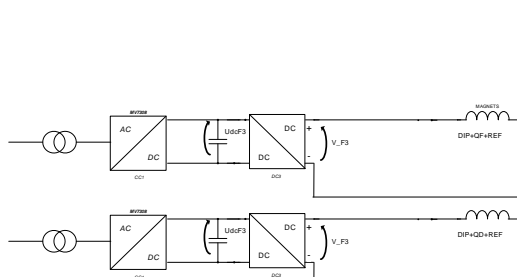 MV7308
MAGNETS
AC
UdcF3
DC
+
V_F3
DIP+QF+REF
DC
DC
-
CC1
DC3
MV7308
AC
UdcF3
DC
+
V_F3
DIP+QD+REF
DC
DC
-
DC3